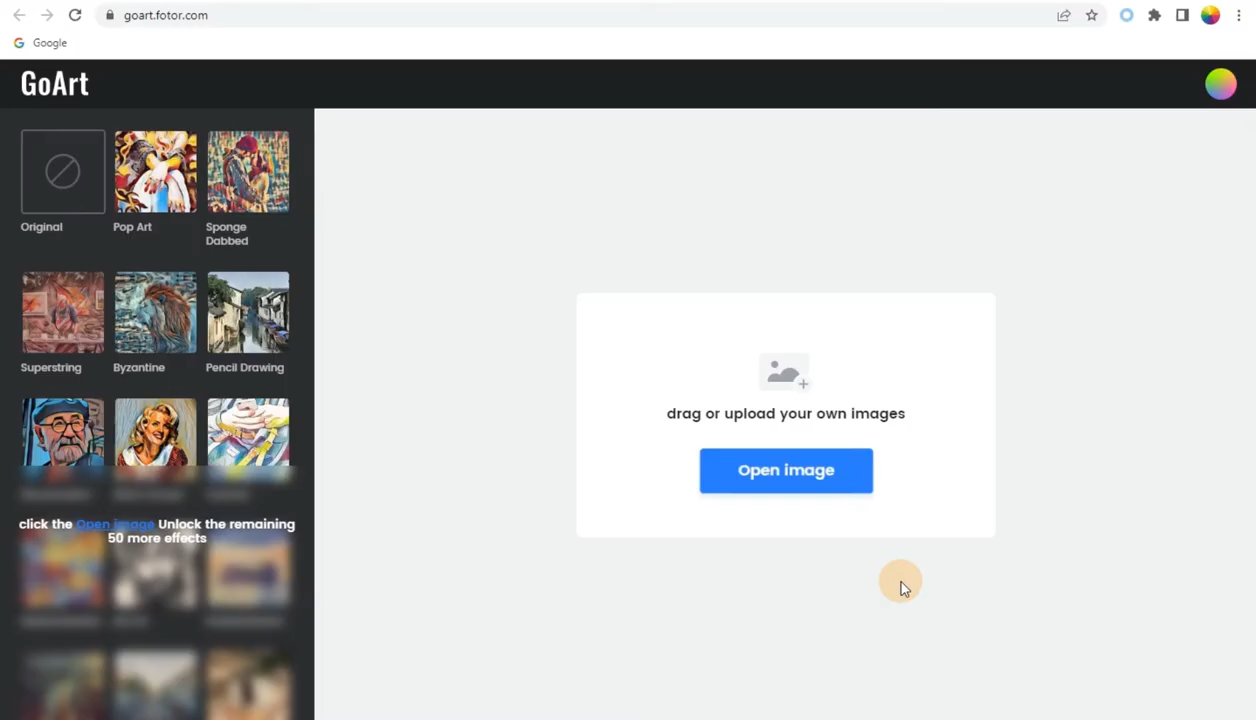 goart.fotor.com
Google
GoArt
Original
Pop Art
Sponge
Dabbed
Superstring
Byzantine
Pencil Drawing
click the Open image Unlock the remaining
50 more effects
drag or upload your own images
Open image